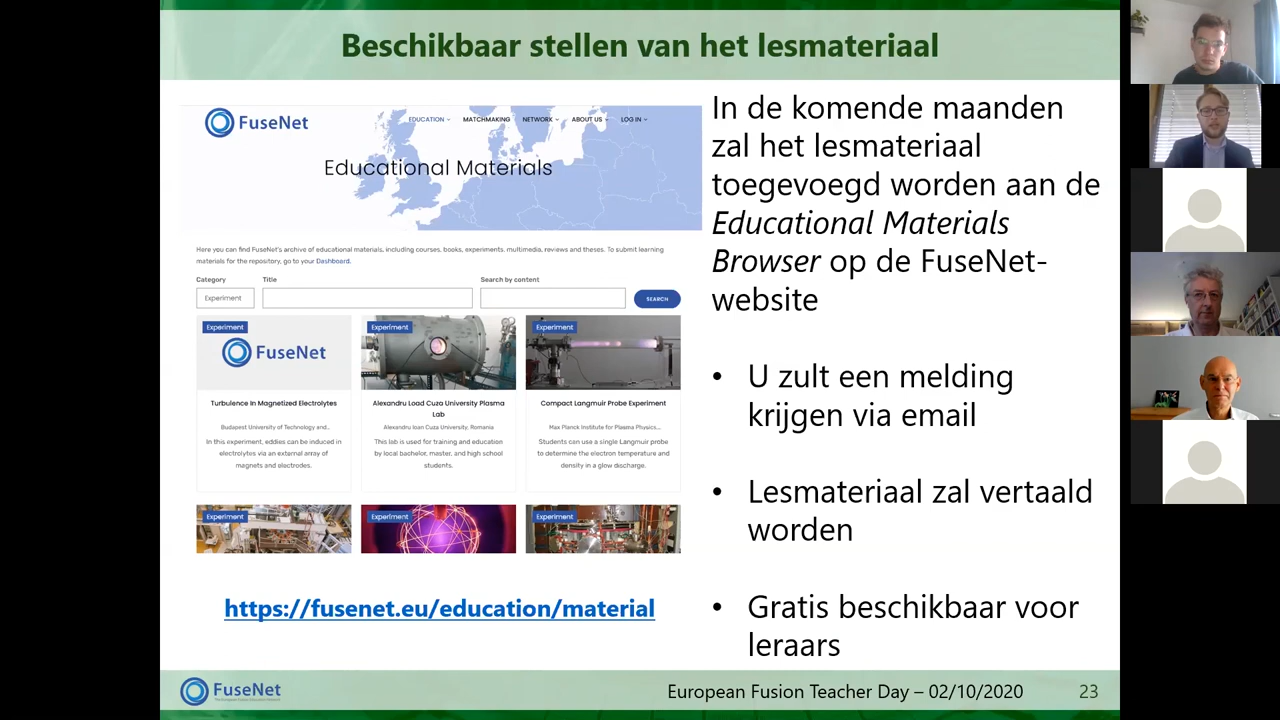 Beschikbaar stellen van het lesmateriaal
FuseNet
EDUCATION MATCHMAKING NETWORK ABOUT US LOG IN
Educational Materials
Here you can find FuseNet's archive of educational materials, including courses, books, experiments, multimedia, reviews and theses. To submit learning
materials for the repository, go to your Dashboard.
Category Title Search by content
Experiment SEARCH
Experiment Experiment Experiment
FuseNet
Turbulence In Magnetized Electrolytes
Budapest University of Technology and...
In this experiment, eddies can be induced in
electrolytes via an external array of
magnets and electrodes.
Alexandru Load Cuza University Plasma
Lab
Alexandru Ioan Cuza University, Romania
This lab is used for training and education
by local bachelor, master, and high school
students.
Compact Langmuir Probe Experiment
Max Planck Institute for Plasma Physics...
Students can use a single Langmuir probe
to determine the electron temperature and
density in a glow discharge.
Experiment Experiment Experiment
https://fusenet.eu/education/material
In de komende maanden
zal het lesmateriaal
toegevoegd worden aan de
Educational Materials
Browser op de FuseNet-
website
• U zult een melding
krijgen via email
• Lesmateriaal zal vertaald
worden
• Gratis beschikbaar voor
leraars
FuseNet
European Fusion Teacher Day – 02/10/2020 23